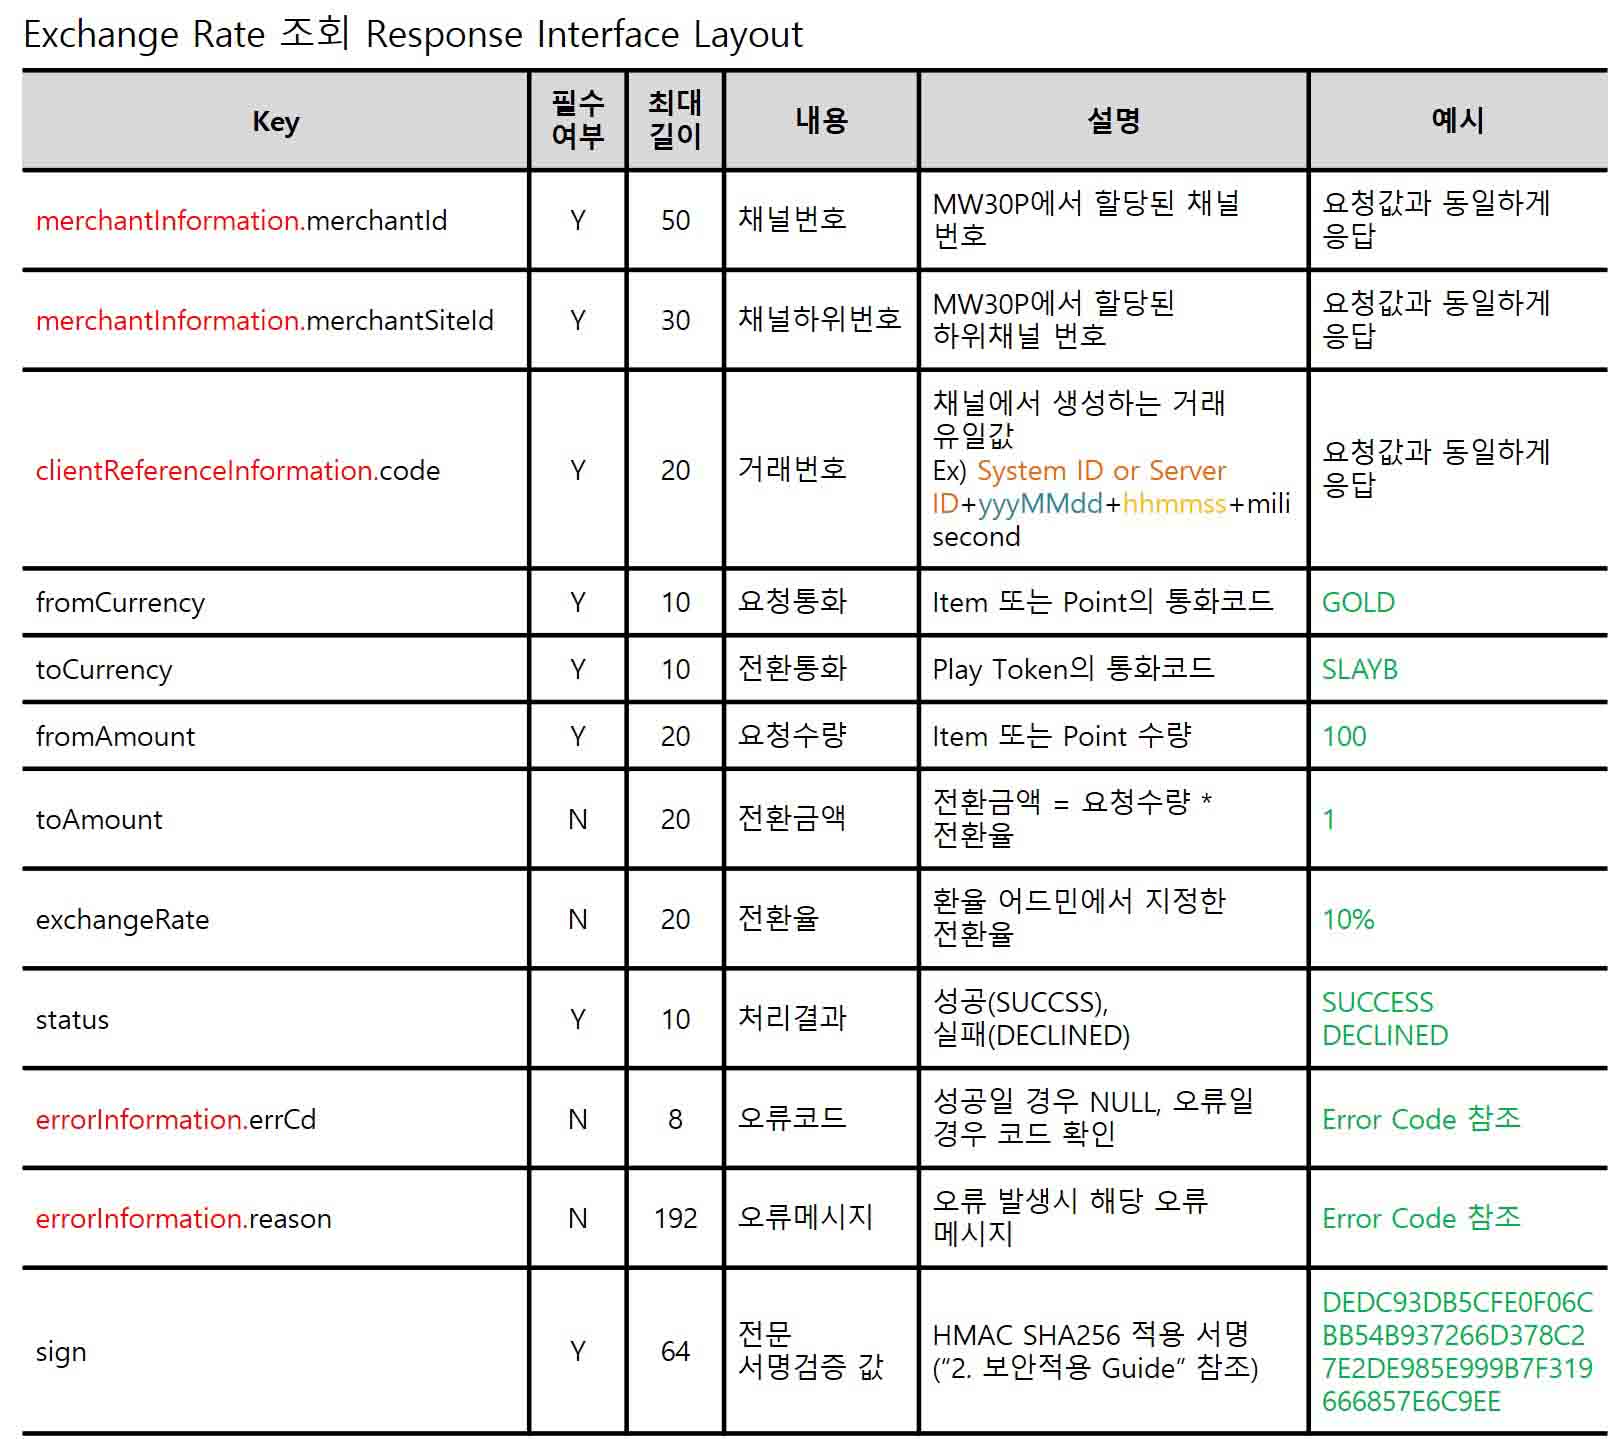 Exchange Rate 조회 Response Interface Layout
Key
필수
여부
최대
길이
내용
설명
예시
merchantInformation.merchantId
Y
50
채널번호
MW30P에서 할당된 채널
번호
요청값과 동일하게
응답
merchantInformation.merchantSiteId
Y
30
채널하위번호
MW30P에서 할당된
하위채널 번호
요청값과 동일하게
응답
clientReferenceInformation.code
Y
20
거래번호
채널에서 생성하는 거래
유일값
Ex) System ID or Server
ID+yyyMMdd+hhmmss+mili
second
요청값과 동일하게
응답
fromCurrency
Y
10
요청통화
Item 또는 Point의 통화코드
GOLD
toCurrency
Y
10
전환통화
Play Token의 통화코드
SLAYB
fromAmount
Y
20
요청수량
Item 또는 Point 수량
100
toAmount
N
20
전환금액
전환금액 = 요청수량 *
전환율
1
exchangeRate
N
20
전환율
환율 어드민에서 지정한
전환율
10%
status
Y
10
처리결과
성공(SUCCSS),
실패(DECLINED)
SUCCESS
DECLINED
errorInformation.errCd
N
8
오류코드
성공일 경우 NULL, 오류일
경우 코드 확인
Error Code 참조
errorInformation.reason
N
192
오류메시지
오류 발생시 해당 오류
메시지
Error Code 참조
sign
Y
64
전문
서명검증 값
HMAC SHA256 적용 서명
(“2. 보안적용 Guide” 참조)
DEDC93DB5CFE0F06C
BB54B937266D378C2
7E2DE985E999B7F319
666857E6C9EE